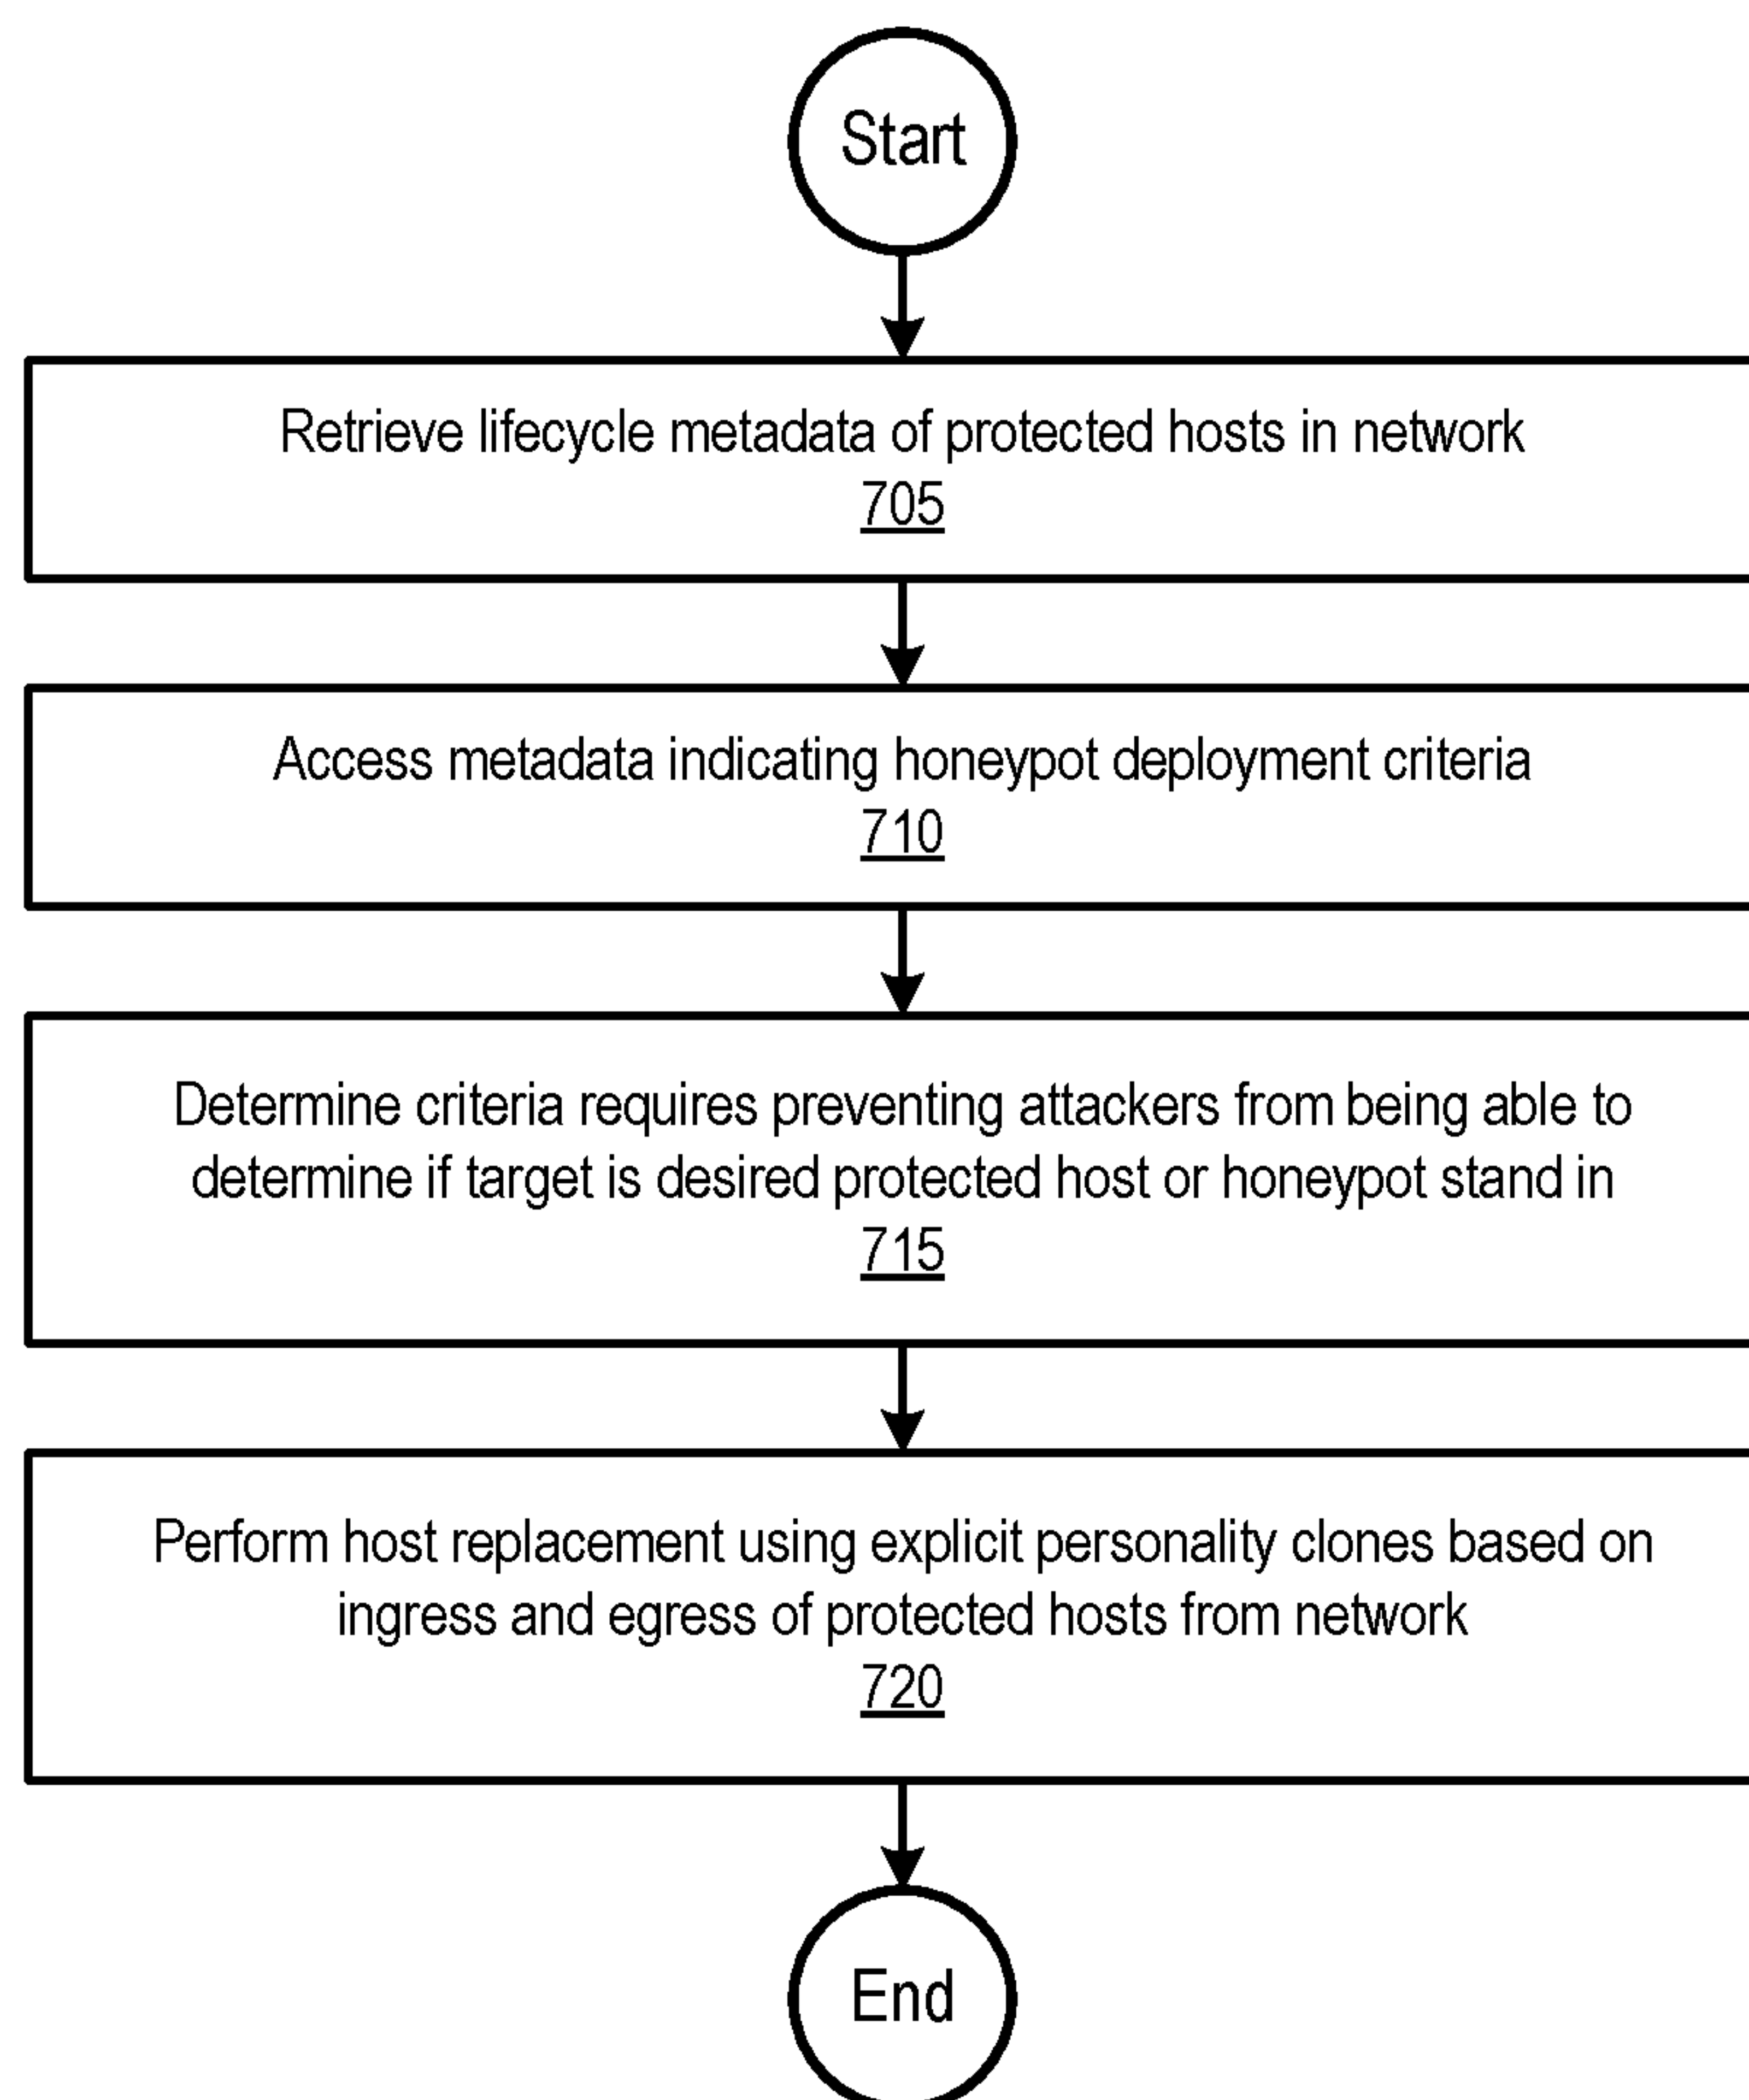 Start
Retrieve lifecycle metadata of protected hosts in network
705
Access metadata indicating honeypot deployment criteria
710
Determine criteria requires preventing attackers from being able to
determine if target is desired protected host or honeypot stand in
715
Perform host replacement using explicit personality clones based on
ingress and egress of protected hosts from network
720
End